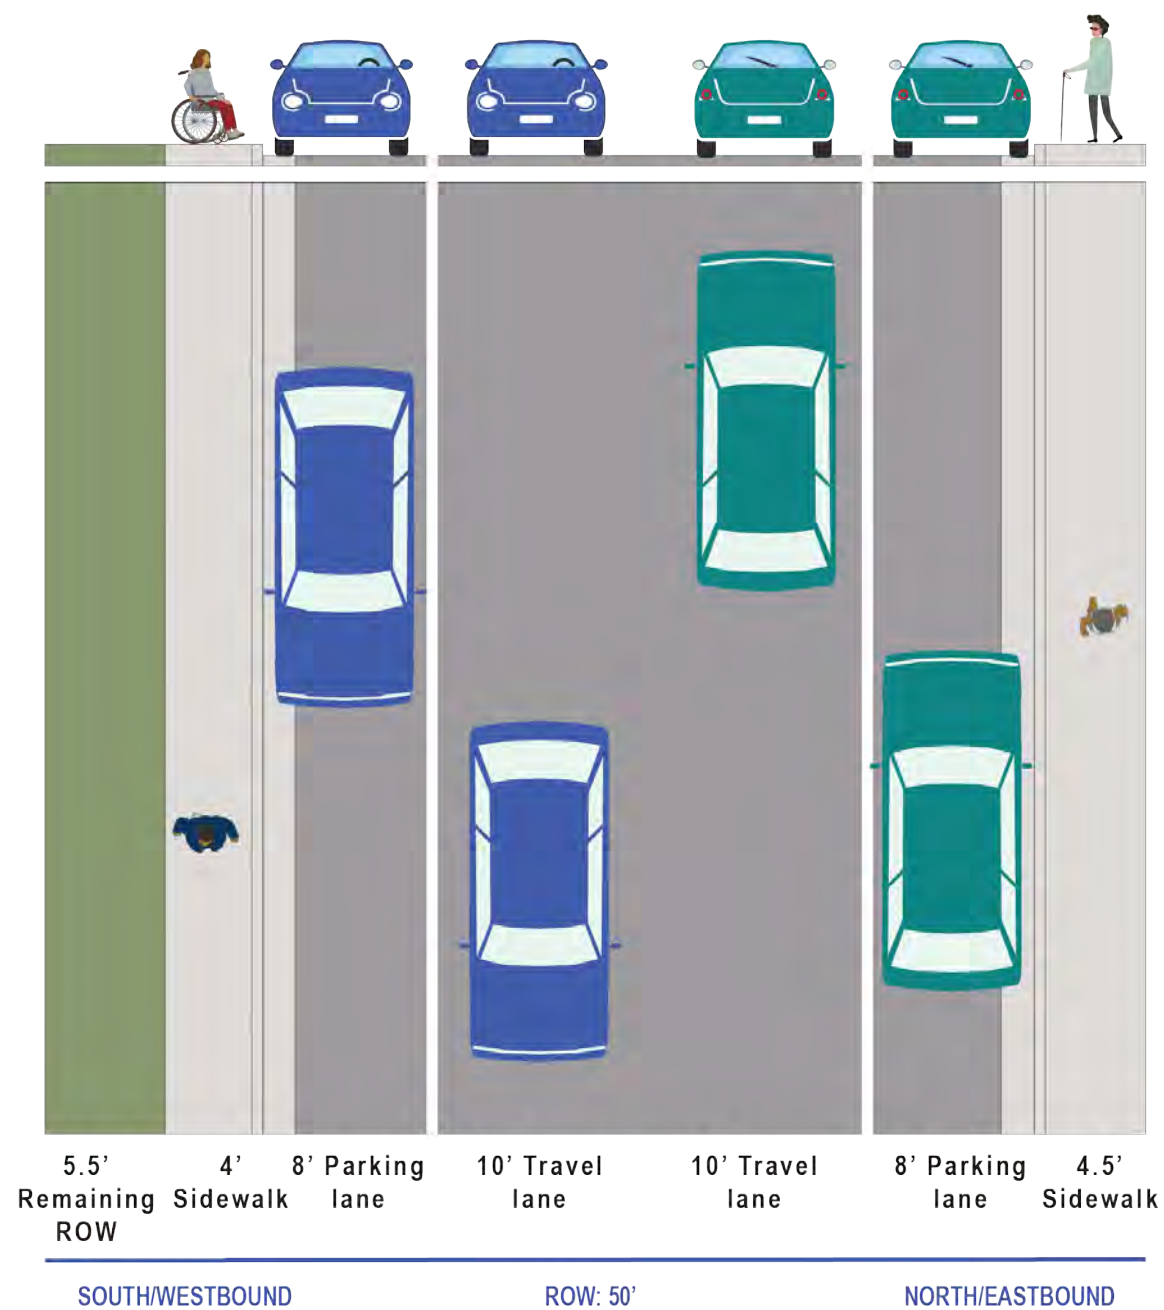 5.5’
Remaining
ROW
4’
Sidewalk
8’ Parking
lane
10’ Travel
lane
10’ Travel
lane
8’ Parking
lane
4.5’
Sidewalk
SOUTH/WESTBOUND
ROW: 50’
NORTH/EASTBOUND